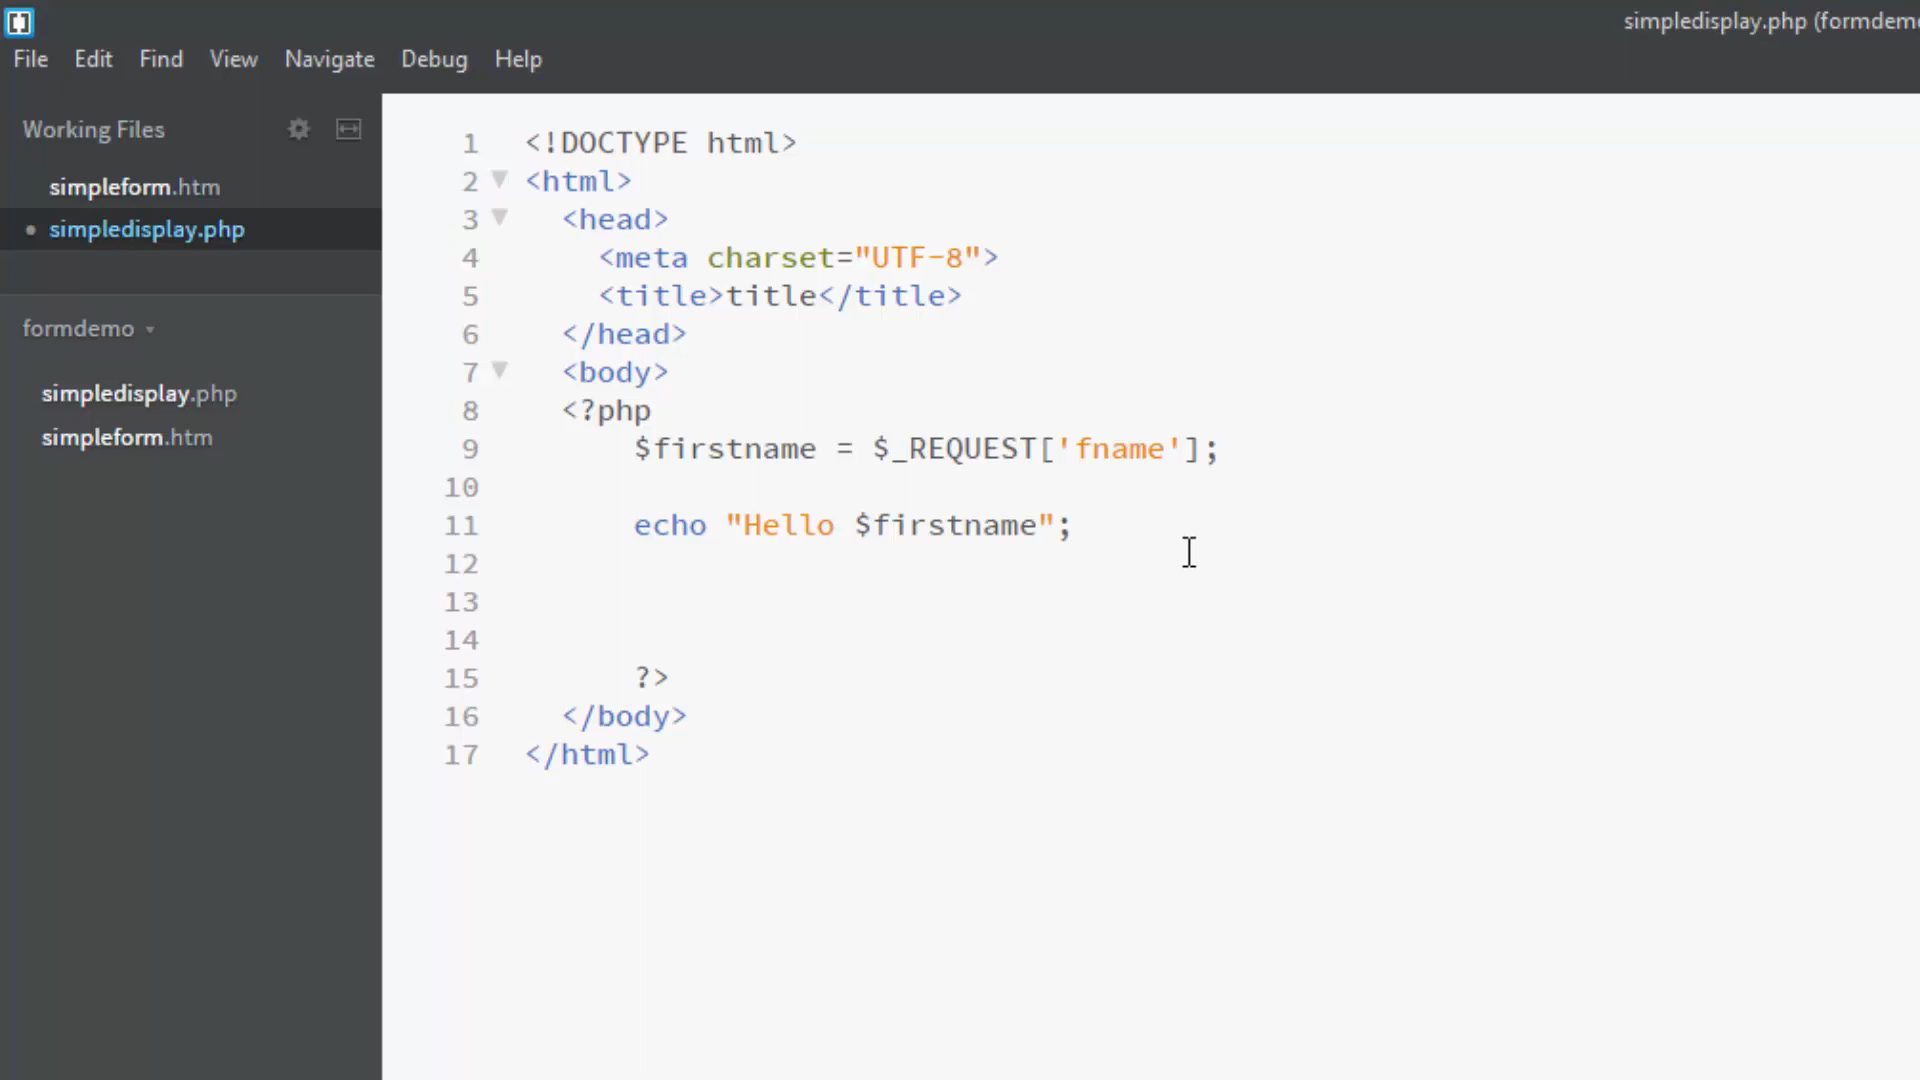 simpledisplay.php (formdem
File Edit Find View Navigate Debug Help
Working Files
simpleform.htm
simpledisplay.php
formdemo
simpledisplay.php
simpleform.htm
1 <!DOCTYPE html>
2 <html>
3 <head>
4 <meta charset="UTF-8">
5 <title>title</title>
6 </head>
7 <body>
8 <?php
9 $firstname = $_REQUEST['fname'];
10
11 echo "Hello $firstname";
12
13
14
15 ?>
16 </body>
17 </html>